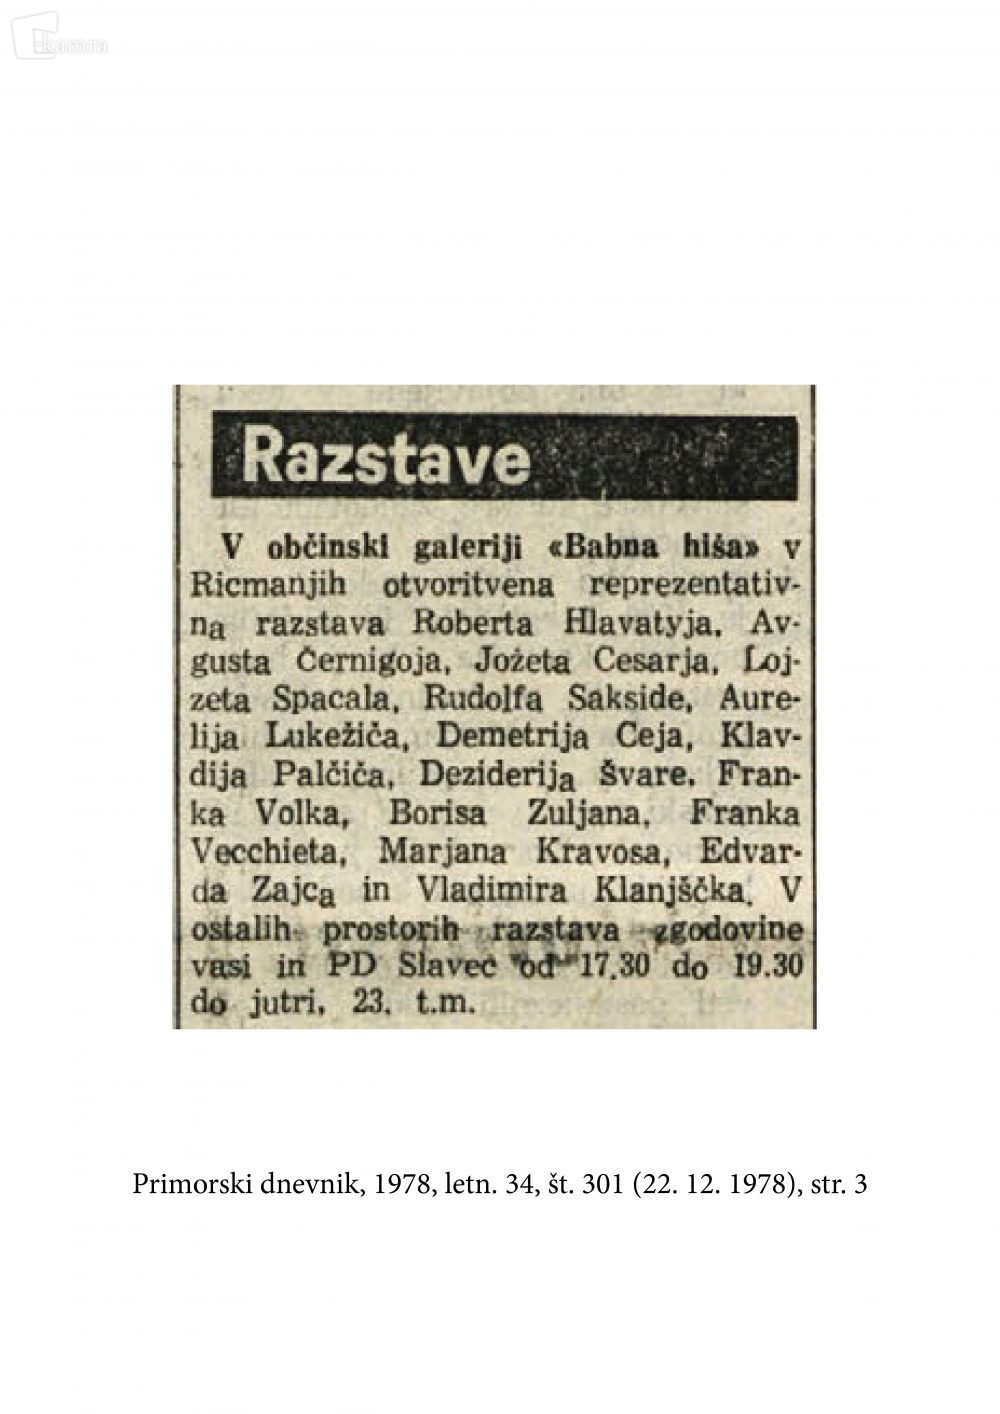 kamra
Razstave
V občinski galeriji «Babna hiša» v
Ricmanjih otvoritvena reprezentativ-
na razstava Roberta Hlavatyja, Av-
gusta Černigoja, Jožeta Cesarja, Loj-
zeta Spacala, Rudolfa Sakside, Aure-
lija Lukežiča, Demetrija Ceja, Klav-
dija Palčiča, Deziderija Švare, Fran-
ka Volka, Borisa Zuljana, Franka
Vecchieta, Marjana Kravosa, Edvar-
da Zajca in Vladimira Klanjščka. V
ostalih prostorih razstava zgodovine
vasi in PD Slavec od 17.30 do 19.30
do jutri, 23. t.m.
Primorski dnevnik, 1978, letn. 34, št. 301 (22. 12. 1978), str. 3